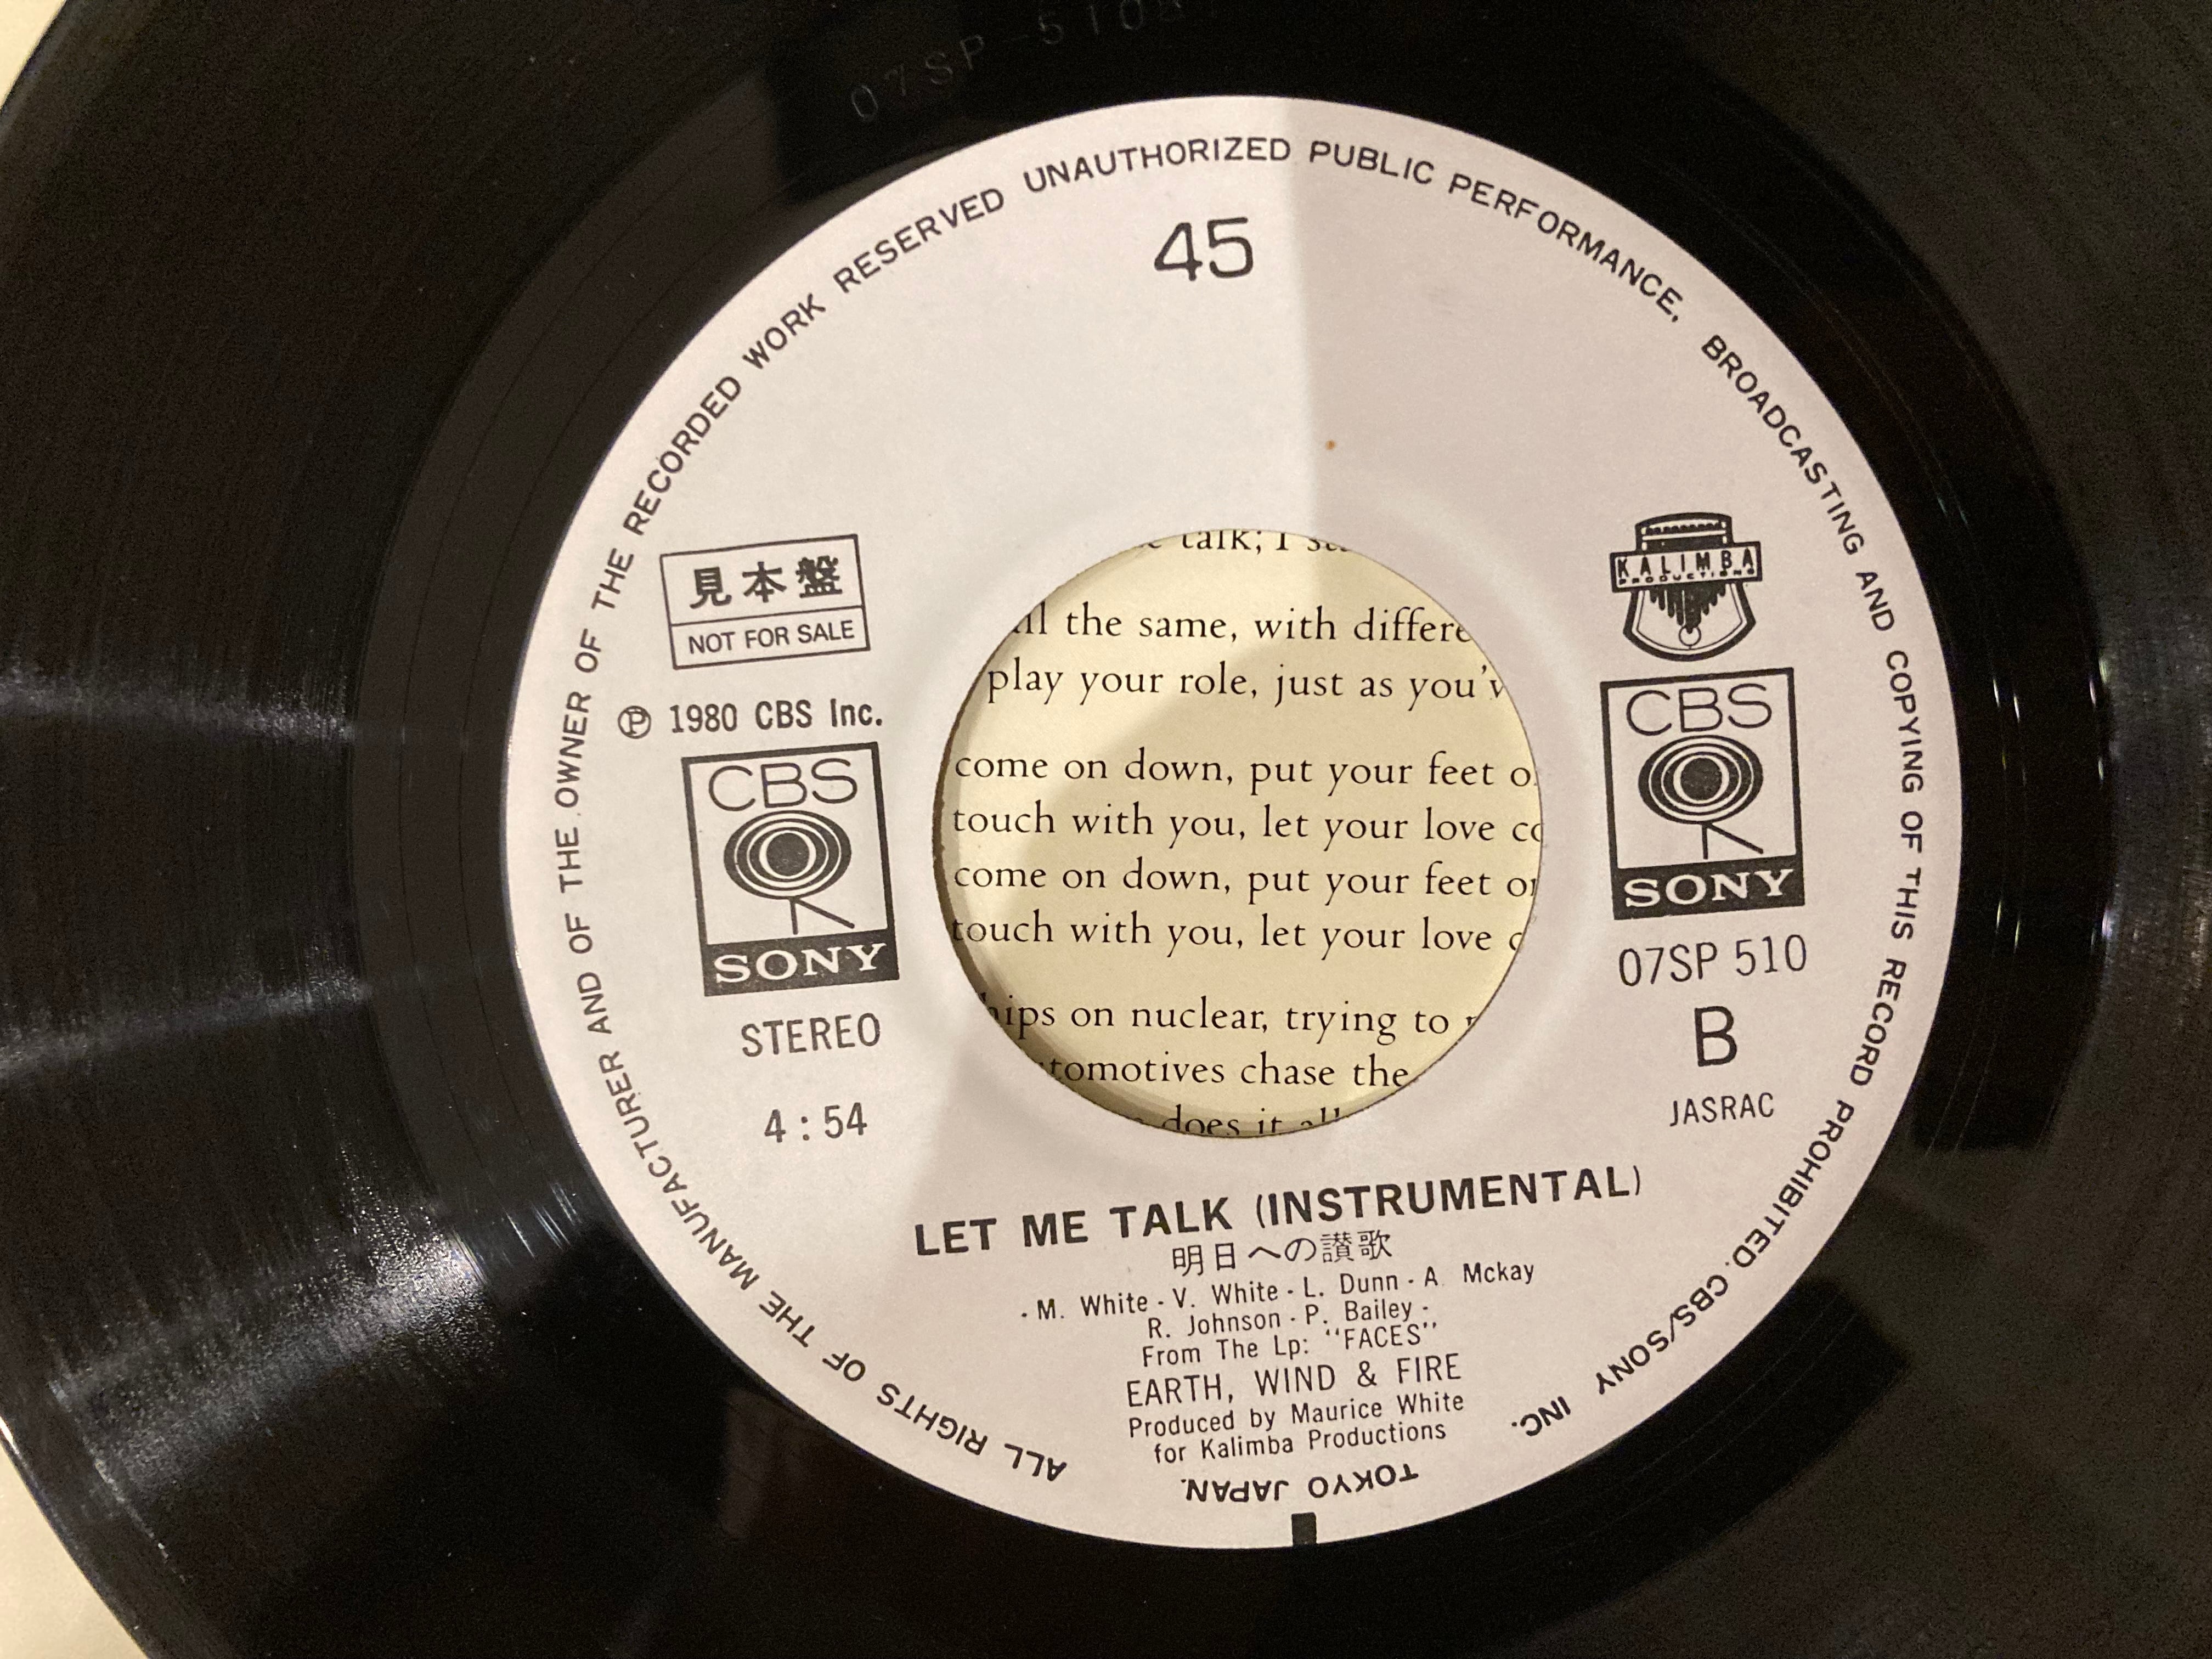 07SP-510
ALL RIGHTS OF THE MANUFACTURER AND OF THE OWNER OF THE RECORDED WORK RESERVED UNAUTHORIZED PUBLIC PERFORMANCE, BROADCASTING AND COPYING OF THIS RECORD PROHIBITED. CBS/SONY INC.
TOKYO JAPAN.
45
見本盤
NOT FOR SALE
℗ 1980 CBS Inc.
CBS
SONY
STEREO
4:54
KALIMBA
PRODUCTIONS
CBS
SONY
07SP 510
B
JASRAC
talk; I
the same, with
play your role, just as
come on down, put your feet
touch with you, let your love
come on down, put your feet
touch with you, let your love
on nuclear, trying to
chase the
does it
LET ME TALK (INSTRUMENTAL)
明日への讃歌
- M. White - V. White - L. Dunn - A. Mckay
R. Johnson - P. Bailey -
From The Lp: "FACES"
EARTH, WIND & FIRE
Produced by Maurice White
for Kalimba Productions